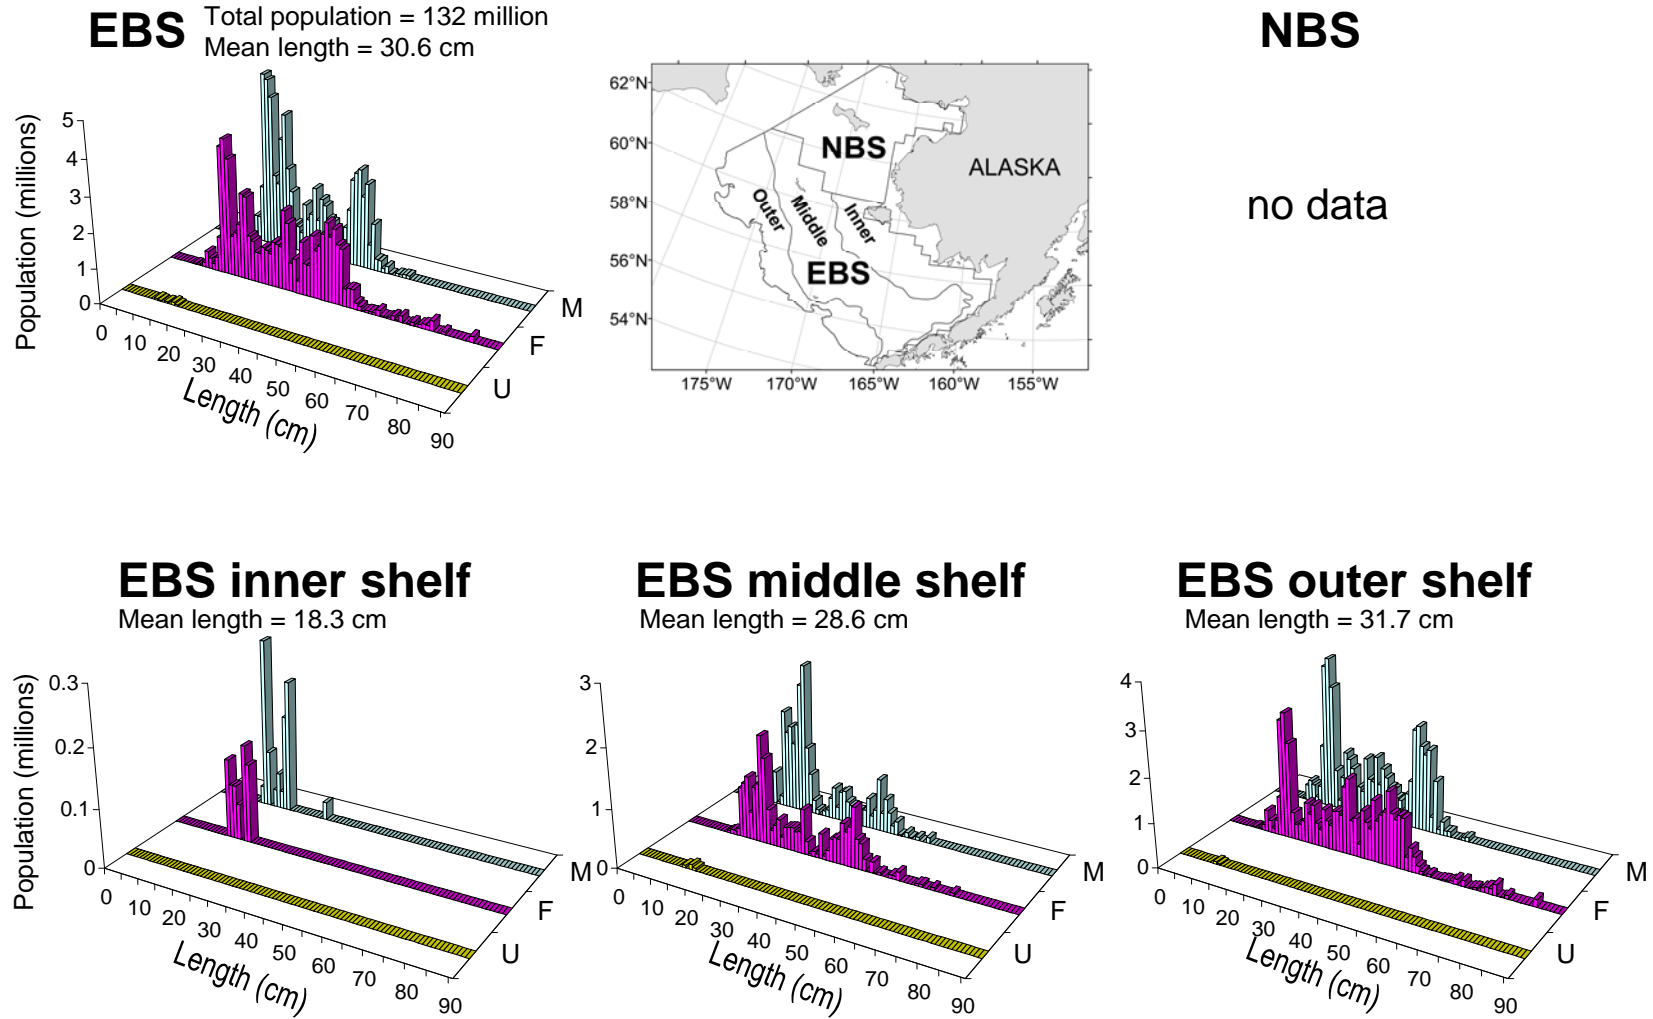 EBS
Total population = 132 million
Mean length = 30.6 cm
Population (millions)
5
4
3
2
1
0
0 10 20 30 40 50 60 70 80 90
Length (cm)
M
F
U
62°N
60°N
58°N
56°N
54°N
175°W 170°W 165°W 160°W 155°W
NBS
ALASKA
Outer
Middle
Inner
EBS
NBS
no data
EBS inner shelf
Mean length = 18.3 cm
Population (millions)
0.3
0.2
0.1
0
0 10 20 30 40 50 60 70 80 90
Length (cm)
M
F
U
EBS middle shelf
Mean length = 28.6 cm
3
2
1
0
0 10 20 30 40 50 60 70 80 90
Length (cm)
M
F
U
EBS outer shelf
Mean length = 31.7 cm
4
3
2
1
0
0 10 20 30 40 50 60 70 80 90
Length (cm)
M
F
U